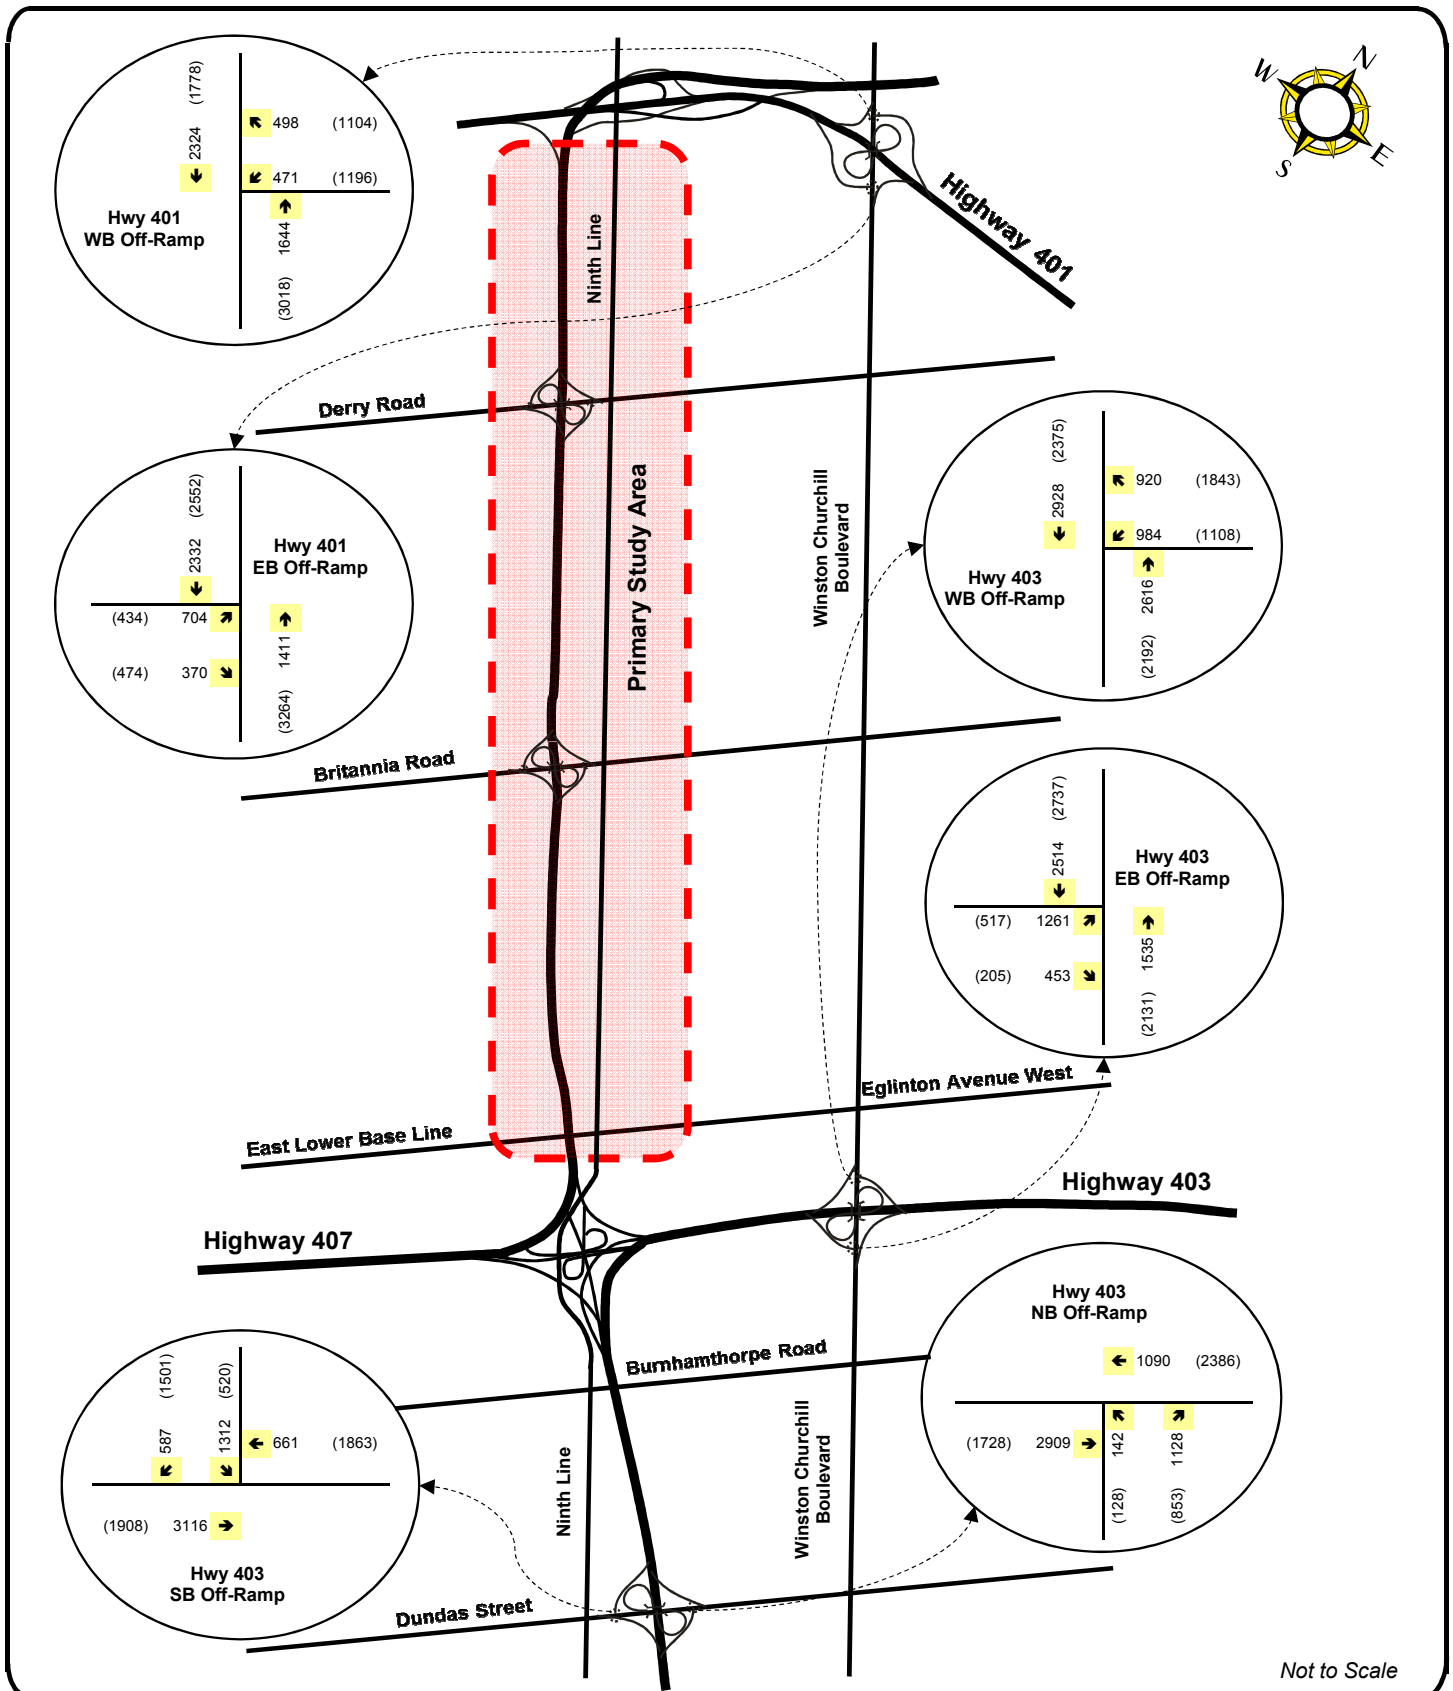 N
W
E
S
(1778)
2324
498 (1104)
471 (1196)
1644
(3018)
Hwy 401
WB Off-Ramp
Highway 401
Ninth Line
Derry Road
(2552)
2332
Hwy 401
EB Off-Ramp
(434) 704
(474) 370
1411
(3264)
Primary Study Area
Winston Churchill
Boulevard
(2375)
2928
920 (1843)
984 (1108)
2616
(2192)
Hwy 403
WB Off-Ramp
Britannia Road
(2737)
2514
Hwy 403
EB Off-Ramp
(517) 1261
(205) 453
1535
(2131)
Eglinton Avenue West
East Lower Base Line
Highway 403
Highway 407
Hwy 403
NB Off-Ramp
1090 (2386)
(1728) 2909
142
1128
(128)
(853)
Burnhamthorpe Road
(1501)
(520)
587
1312
661 (1863)
(1908) 3116
Hwy 403
SB Off-Ramp
Ninth Line
Winston Churchill
Boulevard
Dundas Street
Not to Scale